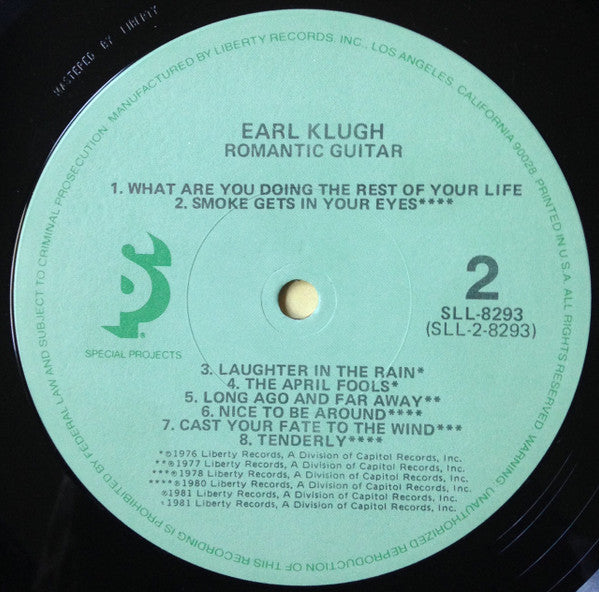 MASTERED BY LIBERTY
MANUFACTURED BY LIBERTY RECORDS, INC., LOS ANGELES, CALIFORNIA 90028. PRINTED IN U.S.A. ALL RIGHTS RESERVED. WARNING: UNAUTHORIZED REPRODUCTION OF THIS RECORDING IS PROHIBITED BY FEDERAL LAW AND SUBJECT TO CRIMINAL PROSECUTION.
EARL KLUGH
ROMANTIC GUITAR
1. WHAT ARE YOU DOING THE REST OF YOUR LIFE
2. SMOKE GETS IN YOUR EYES****
SPECIAL PROJECTS
2
SLL-8293
(SLL-2-8293)
3. LAUGHTER IN THE RAIN*
4. THE APRIL FOOLS*
5. LONG AGO AND FAR AWAY**
6. NICE TO BE AROUND****
7. CAST YOUR FATE TO THE WIND***
8. TENDERLY****
*℗1976 Liberty Records, A Division of Capitol Records, Inc.
**℗1977 Liberty Records, A Division of Capitol Records, Inc.
***℗1978 Liberty Records, A Division of Capitol Records, Inc.
****℗1980 Liberty Records, A Division of Capitol Records, Inc.
℗1981 Liberty Records, A Division of Capitol Records, Inc.
©1981 Liberty Records, A Division of Capitol Records, Inc.